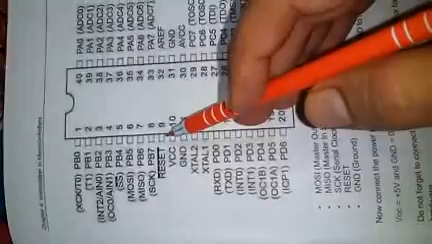 (XCK/T0) PB0 1
(T1) PB1 2
(INT2/AIN0) PB2 3
(OC0/AIN1) PB3 4
(SS) PB4 5
(MOSI) PB5 6
(MISO) PB6 7
(SCK) PB7 8
RESET 9
VCC 10
GND
XTAL2
XTAL1
(RXD) PD0
(TXD) PD1
(INT0) PD2
(INT1) PD3
(OC1B) PD4
(OC1A) PD5
(ICP1) PD6 20
40 PA0 (ADC0)
39 PA1 (ADC1)
38 PA2 (ADC2)
37 PA3 (ADC3)
36 PA4 (ADC4)
35 PA5 (ADC5)
34 PA6 (ADC6)
33 PA7 (ADC7)
32 AREF
31 GND
30 AVCC
29 PC7 (TOSC
28 PC6 (TOSC
27 PC5 (TDI)
• MOSI (Master Ou
• MISO (Master In
• SCK (Serial Clock
• RESET
• GND (Ground)
Now connect the power
Vcc = +5V and GND =
Do not forget to connect